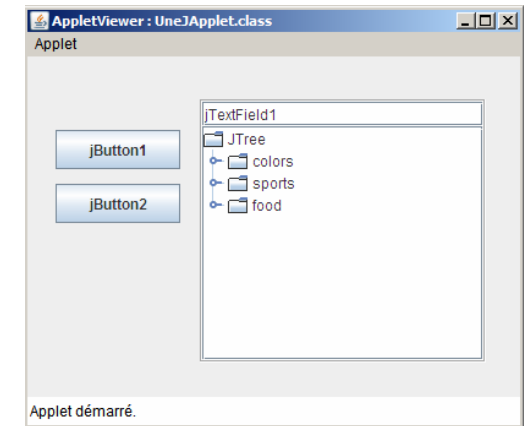 AppletViewer : UneJApplet.class
Applet
jTextField1
JTree
jButton1
colors
sports
jButton2
food
Applet démarré.